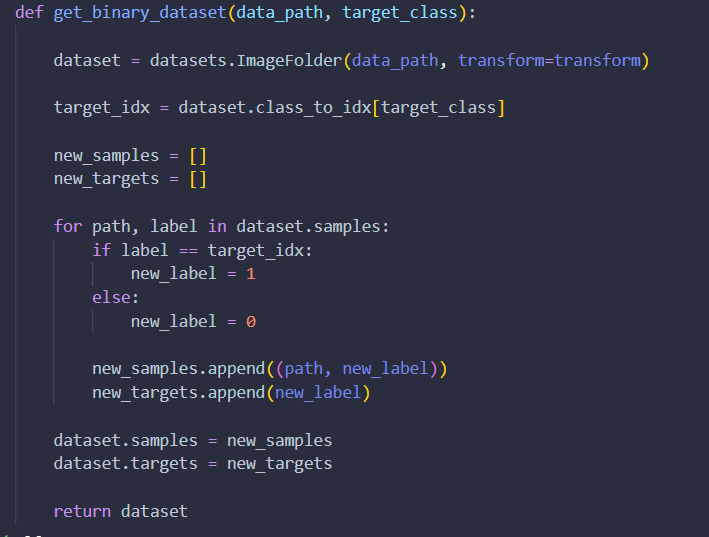 def get_binary_dataset(data_path, target_class):
dataset = datasets.ImageFolder(data_path, transform=transform)
target_idx = dataset.class_to_idx[target_class]
new_samples = []
new_targets = []
for path, label in dataset.samples:
if label == target_idx:
new_label = 1
else:
new_label = 0
new_samples.append((path, new_label))
new_targets.append(new_label)
dataset.samples = new_samples
dataset.targets = new_targets
return dataset